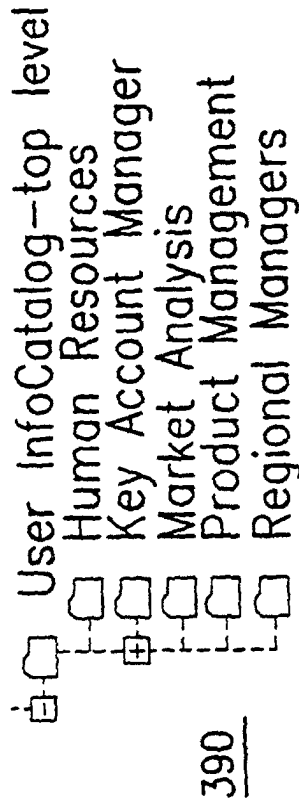 User InfoCatalog-top level
Human Resources
Key Account Manager
Market Analysis
Product Management
Regional Managers
390